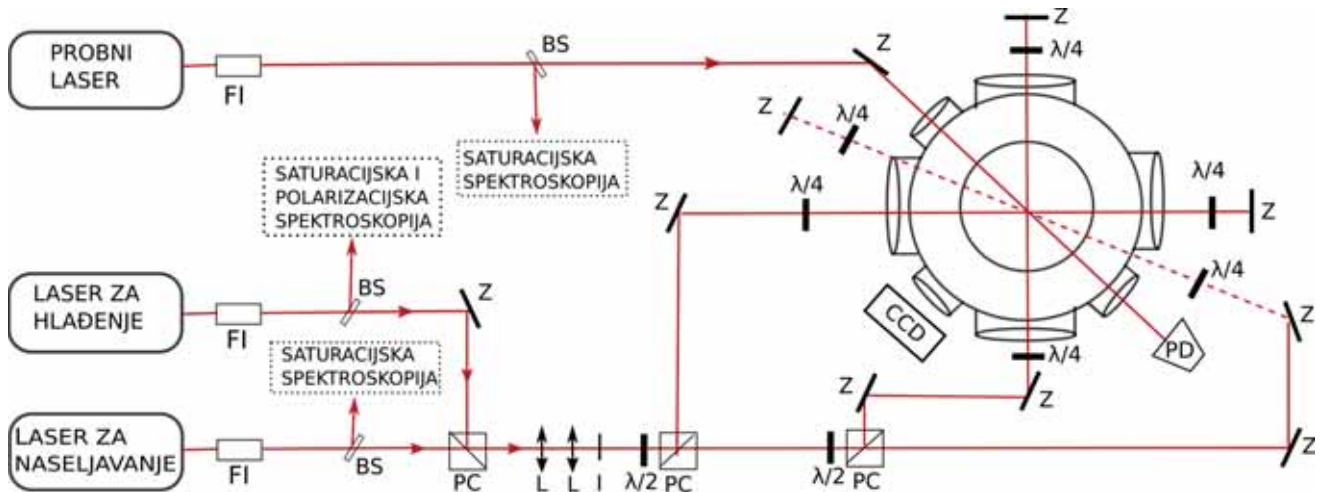 PROBNI
LASER
FI
BS
SATURACIJSKA
SPEKTROSKOPIJA
SATURACIJSKA I
POLARIZACIJSKA
SPEKTROSKOPIJA
LASER ZA
HLAĐENJE
FI
BS
Z
SATURACIJSKA
SPEKTROSKOPIJA
LASER ZA
NASELJAVANJE
FI
BS
PC
L
L
I
λ/2
PC
λ/2
PC
Z
Z
λ/4
Z
Z
λ/4
Z
λ/4
λ/4
Z
λ/4
Z
CCD
PD
λ/4
Z
Z
Z